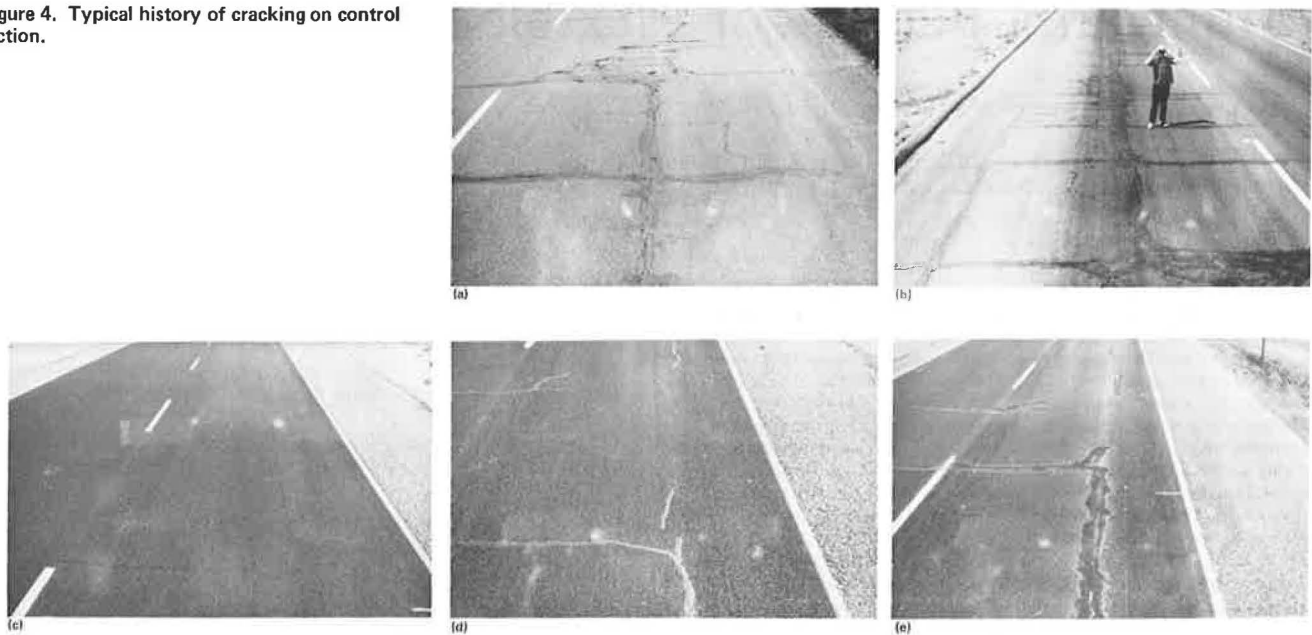 gure 4. Typical history of cracking on control
ction.
(a)
(b)
(c)
(d)
(e)